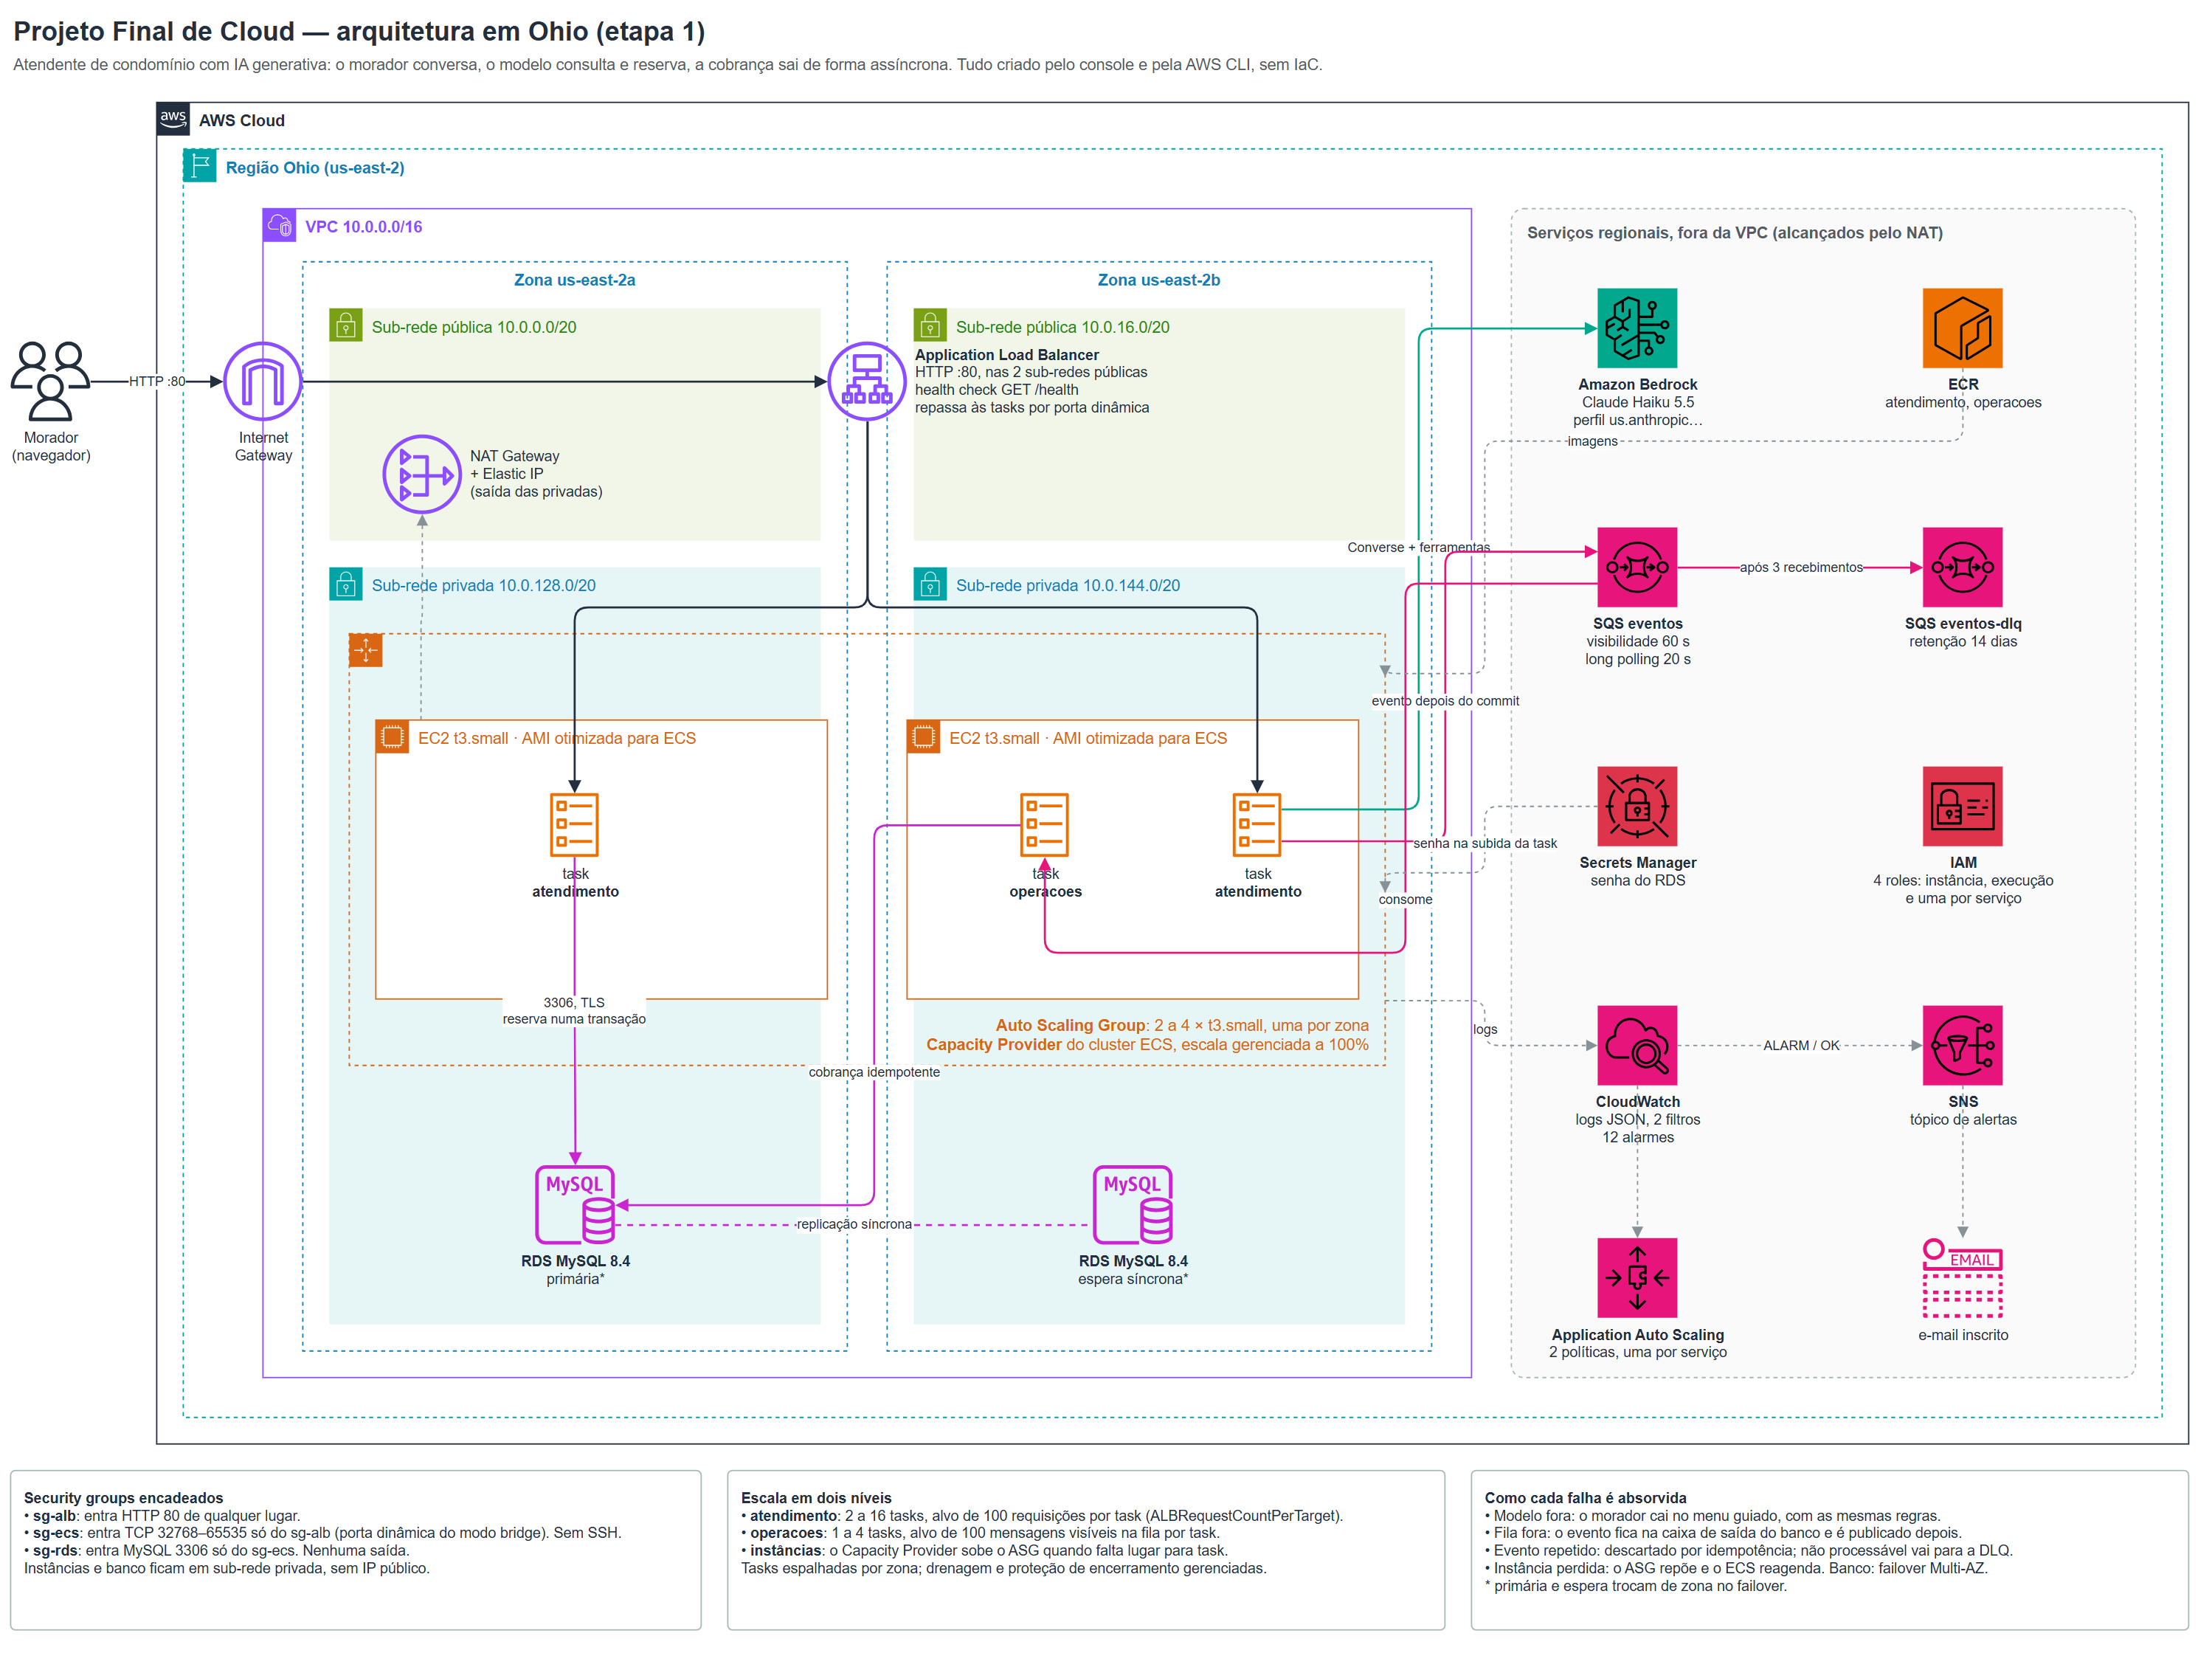 Projeto Final de Cloud — arquitetura em Ohio (etapa 1)
Atendente de condomínio com IA generativa: o morador conversa, o modelo consulta e reserva, a cobrança sai de forma assíncrona. Tudo criado pelo console e pela AWS CLI, sem IaC.
aws
AWS Cloud
Região Ohio (us-east-2)
VPC 10.0.0.0/16
Serviços regionais, fora da VPC (alcançados pelo NAT)
Zona us-east-2a
Zona us-east-2b
Sub-rede pública 10.0.0.0/20
Sub-rede pública 10.0.16.0/20
Morador
(navegador)
HTTP :80
Internet
Gateway
Application Load Balancer
HTTP :80, nas 2 sub-redes públicas
health check GET /health
repassa às tasks por porta dinâmica
NAT Gateway
+ Elastic IP
(saída das privadas)
Amazon Bedrock
Claude Haiku 5.5
perfil us.anthropic…
ECR
atendimento, operacoes
imagens
Converse + ferramentas
Sub-rede privada 10.0.128.0/20
Sub-rede privada 10.0.144.0/20
após 3 recebimentos
SQS eventos
visibilidade 60 s
long polling 20 s
SQS eventos-dlq
retenção 14 dias
evento depois do commit
EC2 t3.small · AMI otimizada para ECS
EC2 t3.small · AMI otimizada para ECS
task
atendimento
task
operacoes
task
atendimento
senha na subida da task
consome
Secrets Manager
senha do RDS
IAM
4 roles: instância, execução
e uma por serviço
3306, TLS
reserva numa transação
Auto Scaling Group: 2 a 4 × t3.small, uma por zona
Capacity Provider do cluster ECS, escala gerenciada a 100%
logs
ALARM / OK
cobrança idempotente
CloudWatch
logs JSON, 2 filtros
12 alarmes
SNS
tópico de alertas
MySQL
MySQL
replicação síncrona
RDS MySQL 8.4
primária*
RDS MySQL 8.4
espera síncrona*
EMAIL
Application Auto Scaling
2 políticas, uma por serviço
e-mail inscrito
Security groups encadeados
• sg-alb: entra HTTP 80 de qualquer lugar.
• sg-ecs: entra TCP 32768–65535 só do sg-alb (porta dinâmica do modo bridge). Sem SSH.
• sg-rds: entra MySQL 3306 só do sg-ecs. Nenhuma saída.
Instâncias e banco ficam em sub-rede privada, sem IP público.
Escala em dois níveis
• atendimento: 2 a 16 tasks, alvo de 100 requisições por task (ALBRequestCountPerTarget).
• operacoes: 1 a 4 tasks, alvo de 100 mensagens visíveis na fila por task.
• instâncias: o Capacity Provider sobe o ASG quando falta lugar para task.
Tasks espalhadas por zona; drenagem e proteção de encerramento gerenciadas.
Como cada falha é absorvida
• Modelo fora: o morador cai no menu guiado, com as mesmas regras.
• Fila fora: o evento fica na caixa de saída do banco e é publicado depois.
• Evento repetido: descartado por idempotência; não processável vai para a DLQ.
• Instância perdida: o ASG repõe e o ECS reagenda. Banco: failover Multi-AZ.
* primária e espera trocam de zona no failover.